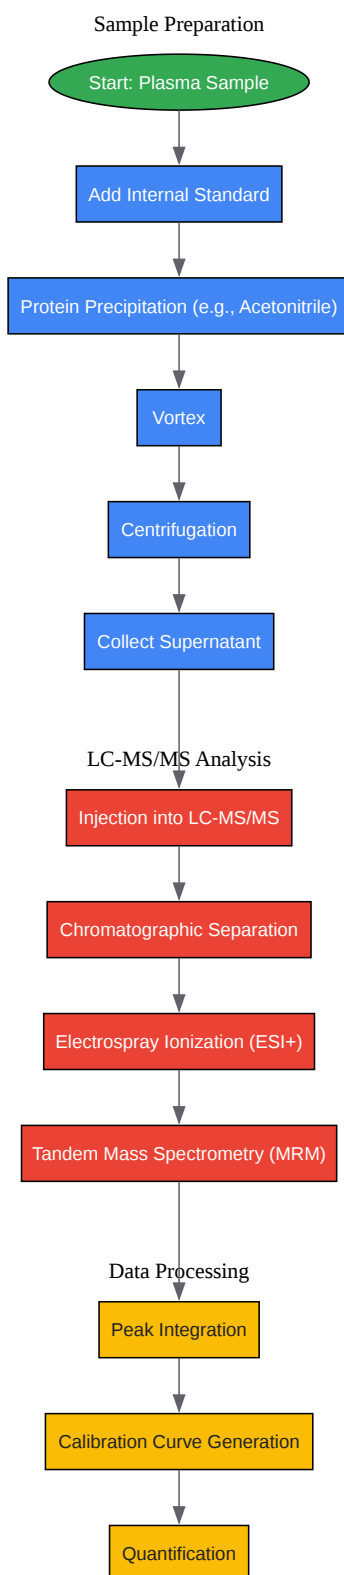 Sample Preparation
Start: Plasma Sample
Add Internal Standard
Protein Precipitation (e.g., Acetonitrile)
Vortex
Centrifugation
Collect Supernatant
LC-MS/MS Analysis
Injection into LC-MS/MS
Chromatographic Separation
Electrospray Ionization (ESI+)
Tandem Mass Spectrometry (MRM)
Data Processing
Peak Integration
Calibration Curve Generation
Quantification